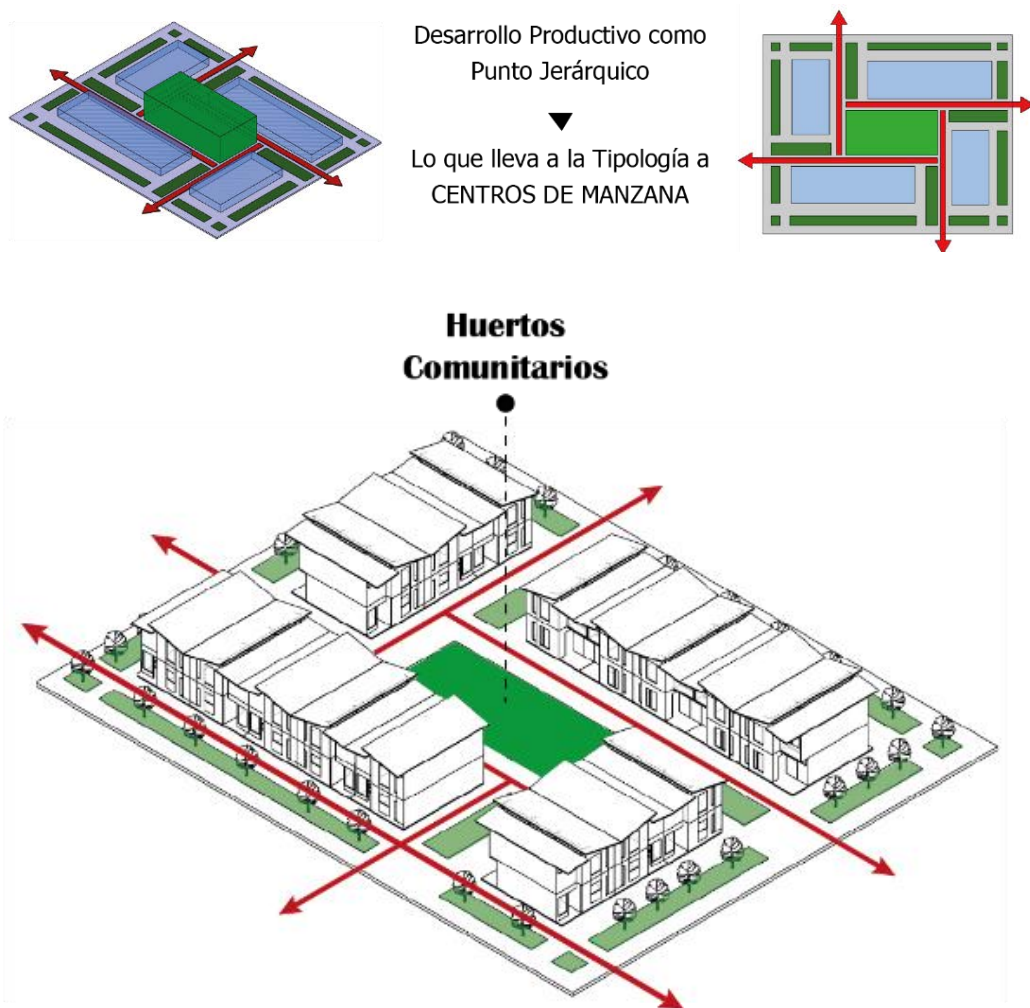 Desarrollo Productivo como
Punto Jerárquico
Lo que lleva a la Tipología a
CENTROS DE MANZANA
Huertos
Comunitarios